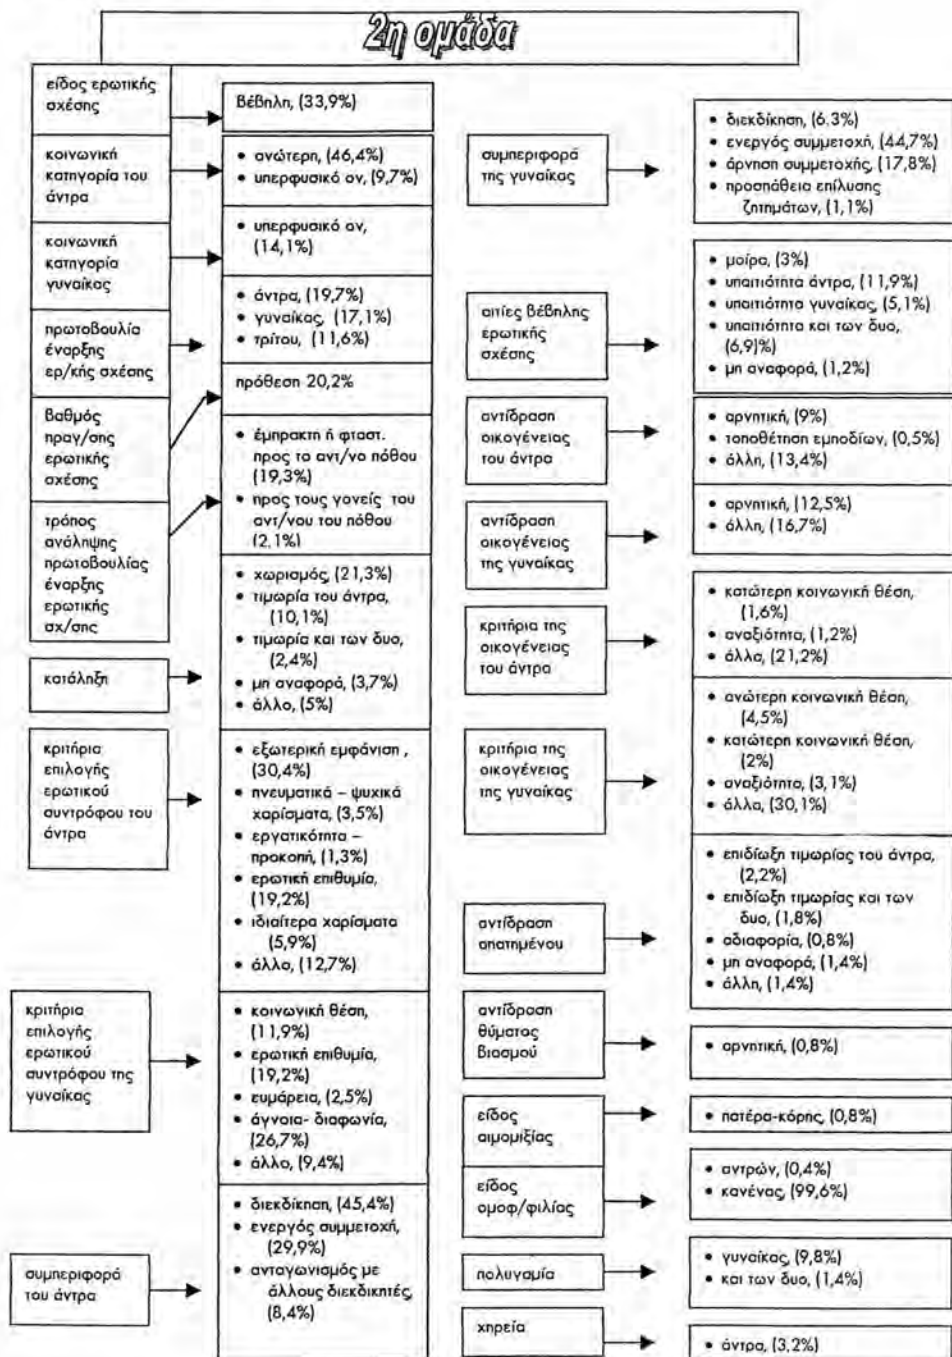 2η ομάδα
είδος ερωτικής
σχέσης
βέβηλη, (33,9%)
κοινωνική
κατηγορία του
άντρα
• ανώτερη, (46,4%)
• υπερφυσικό ον, (9,7%)
κοινωνική
κατηγορία
γυναίκας
• υπερφυσικό ον,
(14,1%)
πρωτοβουλία
έναρξης
ερ/κής σχέσης
• άντρα, (19,7%)
• γυναίκας, (17,1%)
• τρίτου, (11,6%)
βαθμός
πραγ/σης
ερωτικής
σχέσης
πρόθεση 20,2%
τρόπος
ανάληψης
πρωτοβουλίας
έναρξης
ερωτικής
σχ/σης
• έμπρακτη ή φταστ.
προς το αντ/νο πόθου
(19,3%)
• προς τους γονείς του
αντ/νου του πόθου
(2,1%)
κατάληξη
• χωρισμός, (21,3%)
• τιμωρία του άντρα,
(10,1%)
• τιμωρία και των δυο,
(2,4%)
• μη αναφορά, (3,7%)
• άλλο, (5%)
κριτήρια
επιλογής
ερωτικού
συντρόφου του
άντρα
• εξωτερική εμφάνιση ,
(30,4%)
• πνευματικά – ψυχικά
χαρίσματα, (3,5%)
• εργατικότητα –
προκοπή, (1,3%)
• ερωτική επιθυμία,
(19,2%)
• ιδιαίτερα χαρίσματα
(5,9%)
• άλλο, (12,7%)
κριτήρια
επιλογής
ερωτικού
συντρόφου της
γυναίκας
• κοινωνική θέση,
(11,9%)
• ερωτική επιθυμία,
(19,2%)
• ευμάρεια, (2,5%)
• άγνοια- διαφωνία,
(26,7%)
• άλλο, (9,4%)
συμπεριφορά
του άντρα
• διεκδίκηση, (45,4%)
• ενεργός συμμετοχή,
(29,9%)
• ανταγωνισμός με
άλλους διεκδικητές,
(8,4%)
συμπεριφορά
της γυναίκας
• διεκδίκηση, (6.3%)
• ενεργός συμμετοχή, (44,7%)
• άρνηση συμμετοχής, (17,8%)
• προσπάθεια επίλυσης
ζητημάτων, (1,1%)
αιτίες βέβηλης
ερωτικής
σχέσης
• μοίρα, (3%)
• υπαιτιότητα άντρα, (11,9%)
• υπαιτιότητα γυναίκας, (5,1%)
• υπαιτιότητα και των δυο,
(6,9)%
• μη αναφορά, (1,2%)
αντίδραση
οικογένειας
του άντρα
• αρνητική, (9%)
• τοποθέτηση εμποδίων, (0,5%)
• άλλη, (13,4%)
αντίδραση
οικογένειας
της γυναίκας
• αρνητική, (12,5%)
• άλλη, (16,7%)
κριτήρια της
οικογένειας
του άντρα
• κατώτερη κοινωνική θέση,
(1,6%)
• αναξιότητα, (1,2%)
• άλλα, (21,2%)
κριτήρια της
οικογένειας
της γυναίκας
• ανώτερη κοινωνική θέση,
(4,5%)
• κατώτερη κοινωνική θέση,
(2%)
• αναξιότητα, (3,1%)
• άλλα, (30,1%)
αντίδραση
απατημένου
• επιδίωξη τιμωρίας του άντρα,
(2,2%)
• επιδίωξη τιμωρίας και των
δυο, (1,8%)
• αδιαφορία, (0,8%)
• μη αναφορά, (1,4%)
• άλλη, (1,4%)
αντίδραση
θύματος
βιασμού
• αρνητική, (0,8%)
είδος
αιμομιξίας
• πατέρα-κόρης, (0,8%)
είδος
ομοφ/φιλίας
• αντρών, (0,4%)
• κανένας, (99,6%)
πολυγαμία
• γυναίκας, (9,8%)
• και των δυο, (1,4%)
χηρεία
• άντρα, (3,2%)